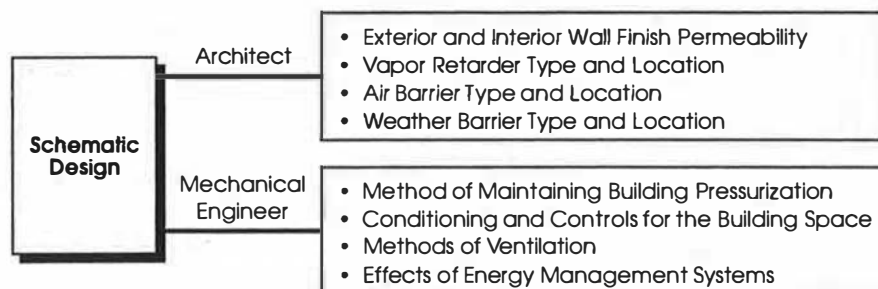 Schematic
Design
Architect
• Exterior and Interior Wall Finish Permeability
• Vapor Retarder Type and Location
• Air Barrier Type and Location
• Weather Barrier Type and Location
Mechanical
Engineer
• Method of Maintaining Building Pressurization
• Conditioning and Controls for the Building Space
• Methods of Ventilation
• Effects of Energy Management Systems